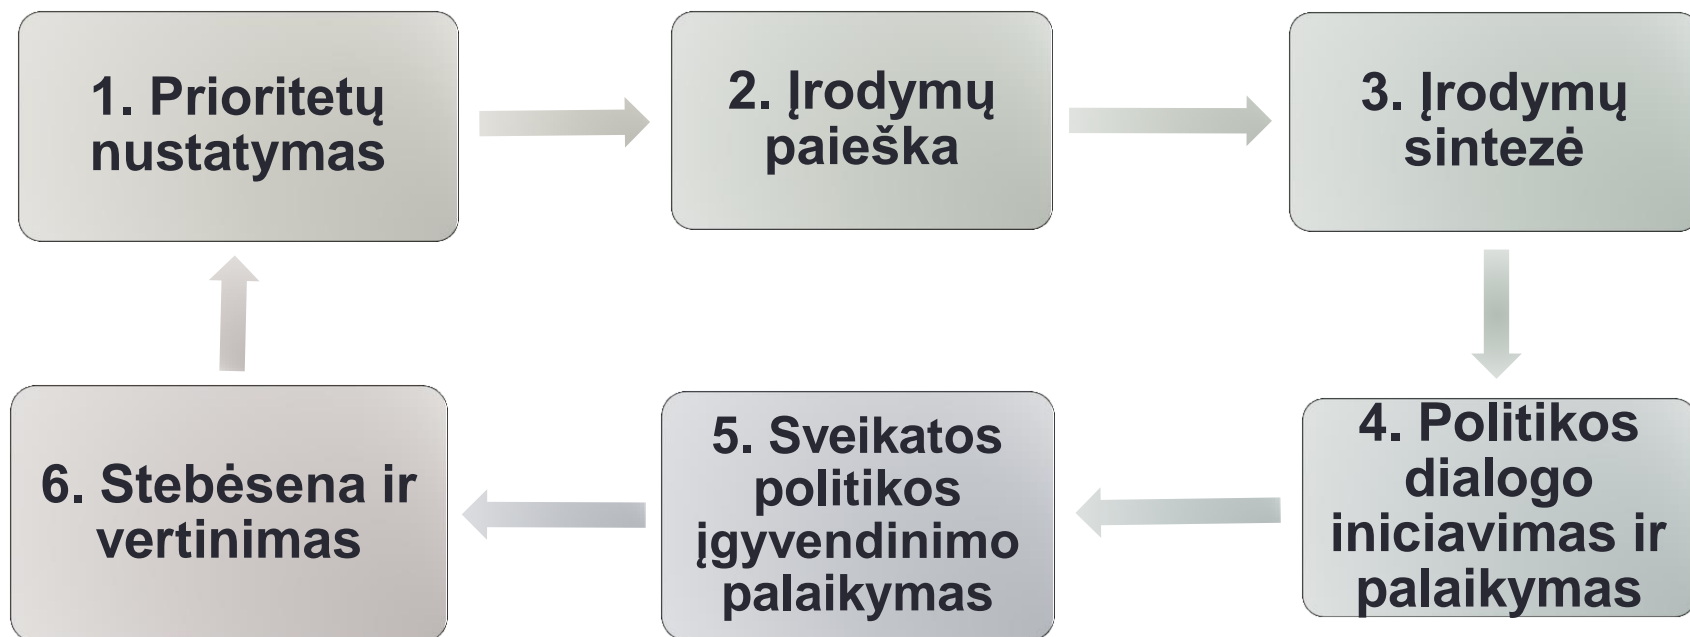 1. Prioritetų
nustatymas
2. Įrodymų
paieška
3. Įrodymų
sintezė
4. Politikos
dialogo
iniciavimas ir
palaikymas
5. Sveikatos
politikos
įgyvendinimo
palaikymas
6. Stebėsena ir
vertinimas